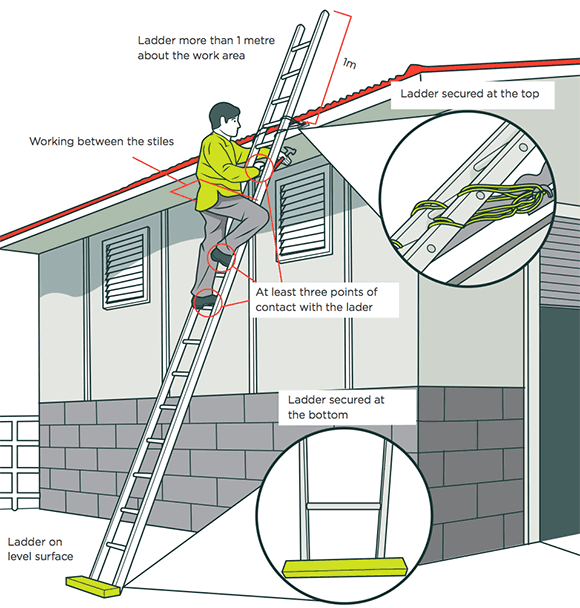 Ladder more than 1 metre
about the work area
1m
Ladder secured at the top
Working between the stiles
At least three points of
contact with the lader
Ladder secured at
the bottom
Ladder on
level surface